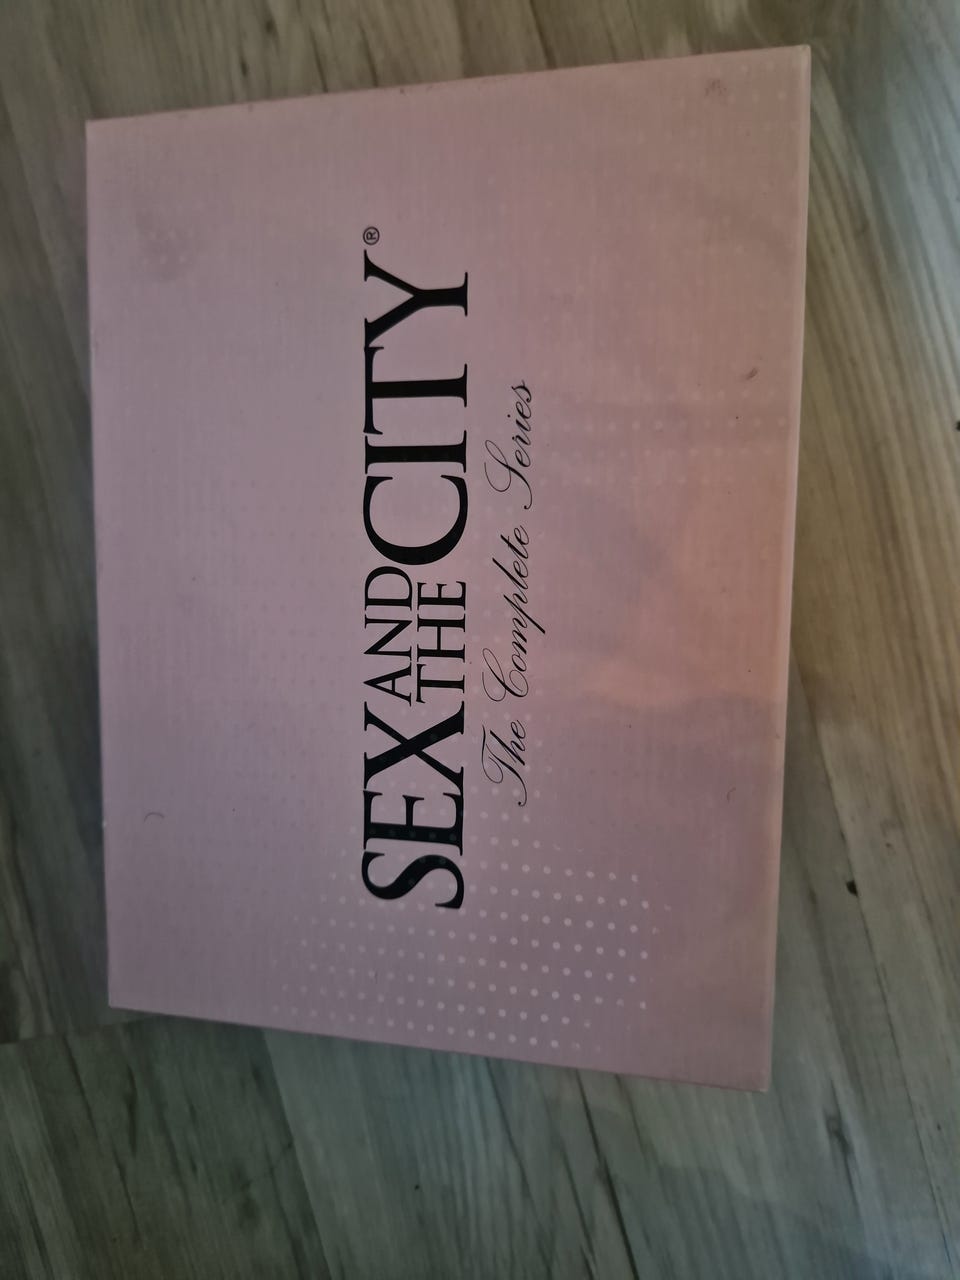 SEX AND THE CITY®
The Complete Series